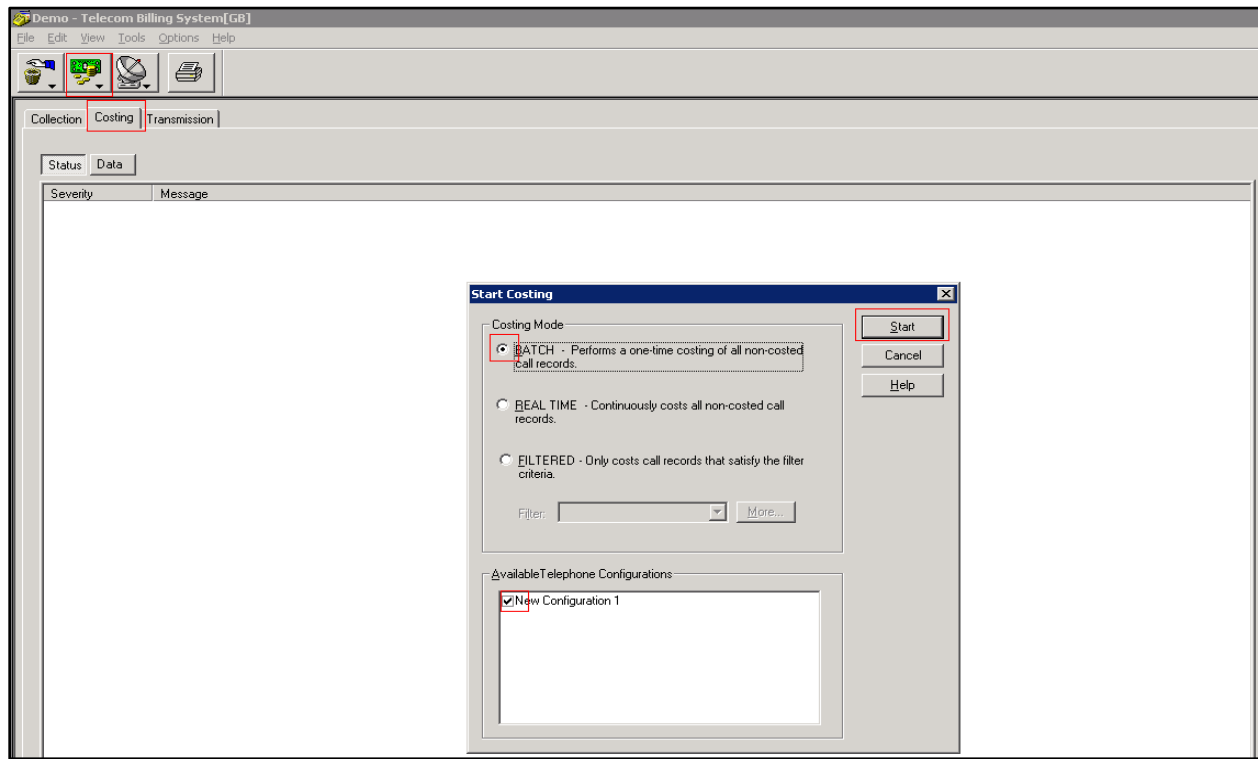 Demo - Telecom Billing System[GB]
File Edit View Tools Options Help
Collection Costing Transmission
Status Data
Severity Message
Start Costing
Costing Mode
BATCH - Performs a one-time costing of all non-costed
call records.
REAL TIME - Continuously costs all non-costed call
records.
FILTERED - Only costs call records that satisfy the filter
criteria.
Filter: More...
Start
Cancel
Help
AvailableTelephone Configurations
New Configuration 1